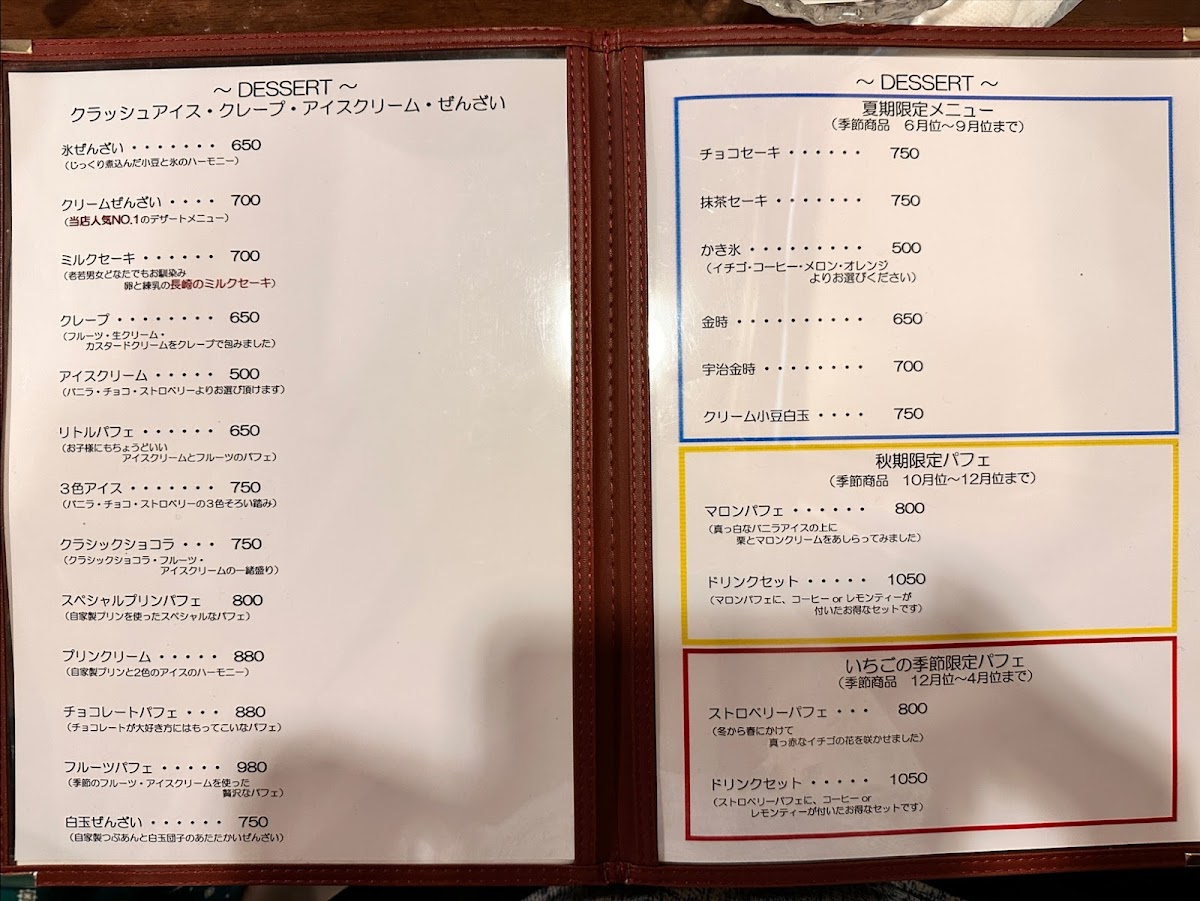 ～ DESSERT ～
クラッシュアイス・クレープ・アイスクリーム・ぜんざい
氷ぜんざい ・・・・・・・ 650
（じっくり煮込んだ小豆と氷のハーモニー）
クリームぜんざい ・・・・ 700
（当店人気NO.1のデザートメニュー）
ミルクセーキ ・・・・・・ 700
（老若男女どなたでもお馴染み
卵と練乳の長崎のミルクセーキ）
クレープ ・・・・・・・・ 650
（フルーツ・生クリーム・
カスタードクリームをクレープで包みました）
アイスクリーム ・・・・・ 500
（バニラ・チョコ・ストロベリーよりお選び頂けます）
リトルパフェ ・・・・・・ 650
（お子様にもちょうどいい
アイスクリームとフルーツのパフェ）
３色アイス ・・・・・・・ 750
（バニラ・チョコ・ストロベリーの３色そろい踏み）
クラシックショコラ ・・・ 750
（クラシックショコラ・フルーツ・
アイスクリームの一緒盛り）
スペシャルプリンパフェ 800
（自家製プリンを使ったスペシャルなパフェ）
プリンクリーム ・・・・・ 880
（自家製プリンと2色のアイスのハーモニー）
チョコレートパフェ ・・・ 880
（チョコレートが大好き方にはもってこいなパフェ）
フルーツパフェ ・・・・・ 980
（季節のフルーツ・アイスクリームを使った
贅沢なパフェ）
白玉ぜんざい ・・・・・・ 750
（自家製つぶあんと白玉団子のあたたかいぜんざい）
～ DESSERT ～
夏期限定メニュー
（季節商品 6月位～9月位まで）
チョコセーキ ・・・・・・ 750
抹茶セーキ ・・・・・・・ 750
かき氷 ・・・・・・・・・ 500
（イチゴ・コーヒー・メロン・オレンジ
よりお選びください）
金時 ・・・・・・・・・・ 650
宇治金時 ・・・・・・・・ 700
クリーム小豆白玉 ・・・・ 750
秋期限定パフェ
（季節商品 10月位～12月位まで）
マロンパフェ ・・・・・・ 800
（真っ白なバニラアイスの上に
栗とマロンクリームをあしらってみました）
ドリンクセット ・・・・・ 1050
（マロンパフェに、コーヒー or レモンティーが
付いたお得なセットです）
いちごの季節限定パフェ
（季節商品 12月位～4月位まで）
ストロベリーパフェ ・・・ 800
（冬から春にかけて
真っ赤なイチゴの花を咲かせました）
ドリンクセット ・・・・・ 1050
（ストロベリーパフェに、コーヒー or
レモンティーが付いたお得なセットです）